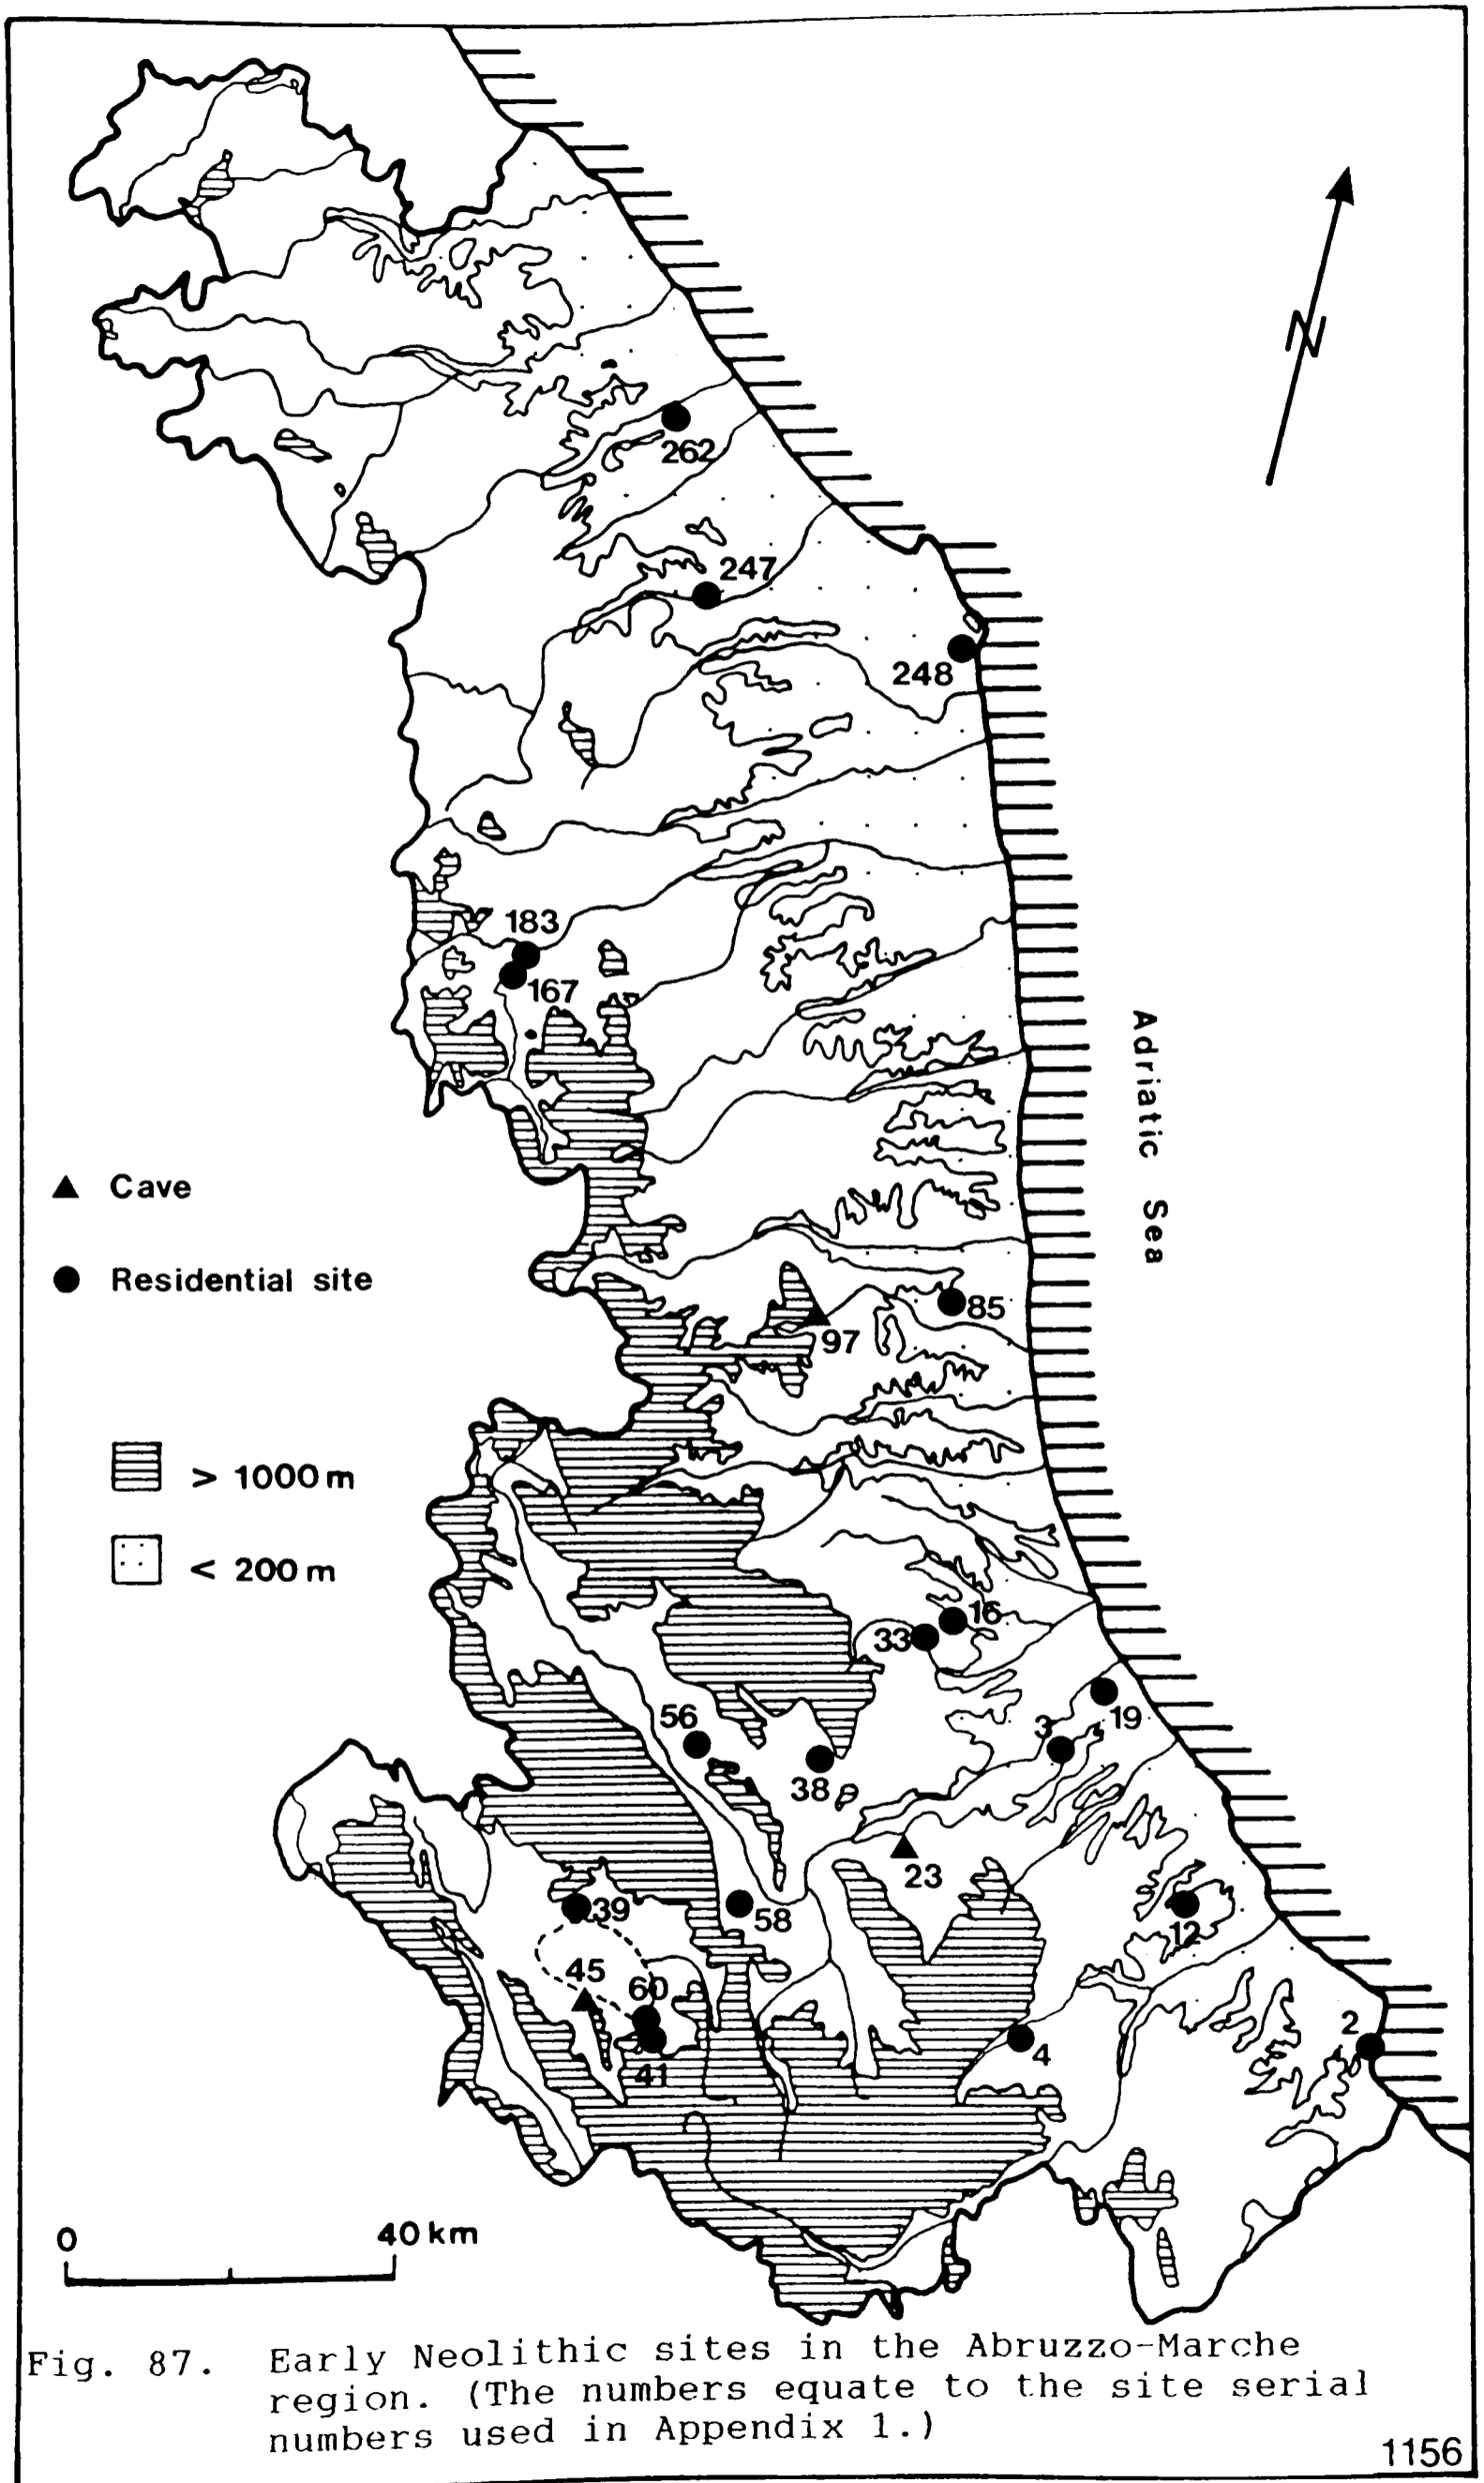 N
262
247
248
183
167
Adriatic Sea
▲ Cave
● Residential site
85
97
> 1000 m
< 200 m
16
33
19
3
56
38
23
39
58
12
45
60
41
4
2
0 40 km
Fig. 87. Early Neolithic sites in the Abruzzo-Marche
region. (The numbers equate to the site serial
numbers used in Appendix 1.)
1156